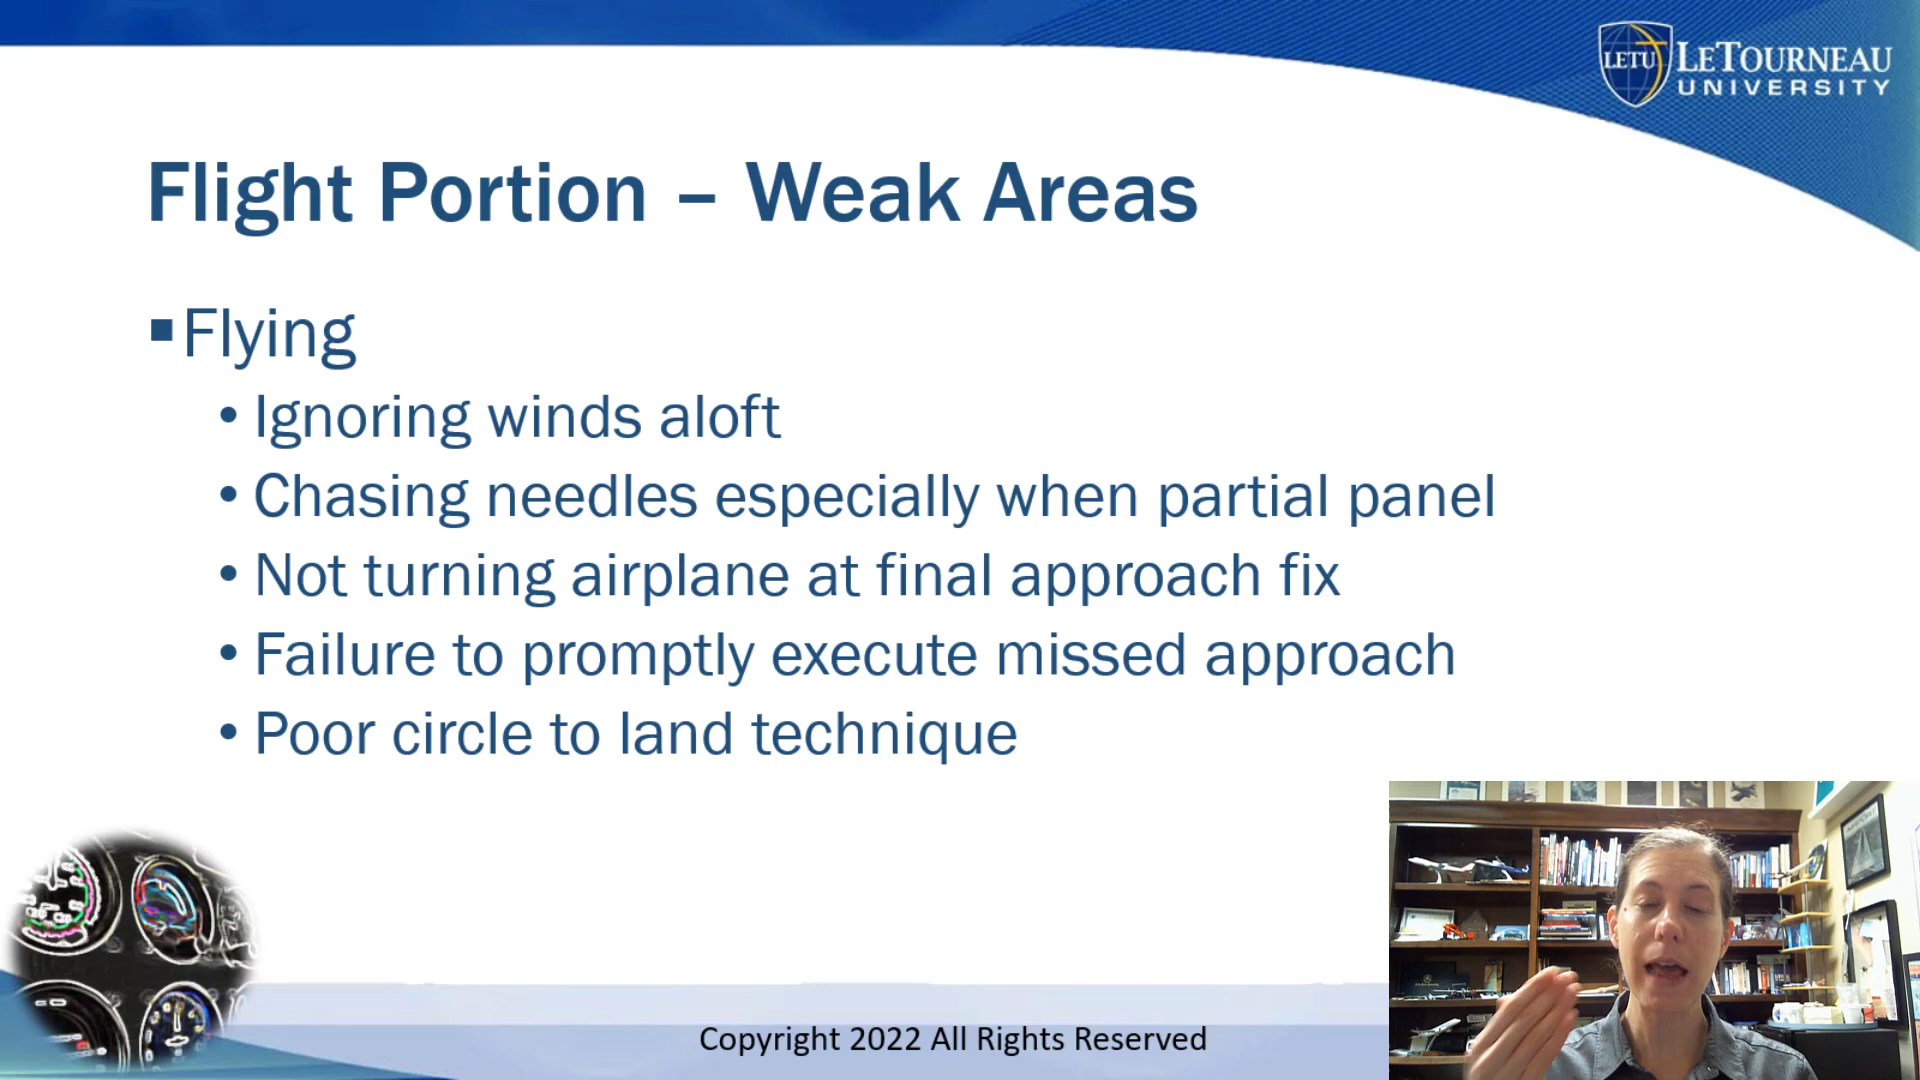 LETU
LETOURNEAU
UNIVERSITY
Flight Portion – Weak Areas
▪Flying
• Ignoring winds aloft
• Chasing needles especially when partial panel
• Not turning airplane at final approach fix
• Failure to promptly execute missed approach
• Poor circle to land technique
Copyright 2022 All Rights Reserved